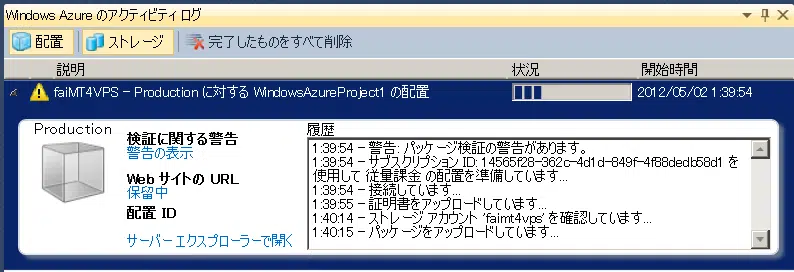 Windows Azure のアクティビティ ログ
配置 ストレージ 完了したものをすべて削除
説明 状況 開始時間
faiMT4VPS - Production に対する WindowsAzureProject1 の配置 2012/05/02 1:39:54
Production
検証に関する警告
警告の表示
Web サイトの URL
保留中
配置 ID
サーバー エクスプローラーで開く
履歴
1:39:54 - 警告: パッケージ検証の警告があります。
1:39:54 - サブスクリプション ID: 14565f28-362c-4d1d-849f-4f88dedb58d1 を
使用して '従量課金' の配置を準備しています...
1:39:54 - 接続しています...
1:39:55 - 証明書をアップロードしています...
1:40:14 - ストレージ アカウント 'faimt4vps' を確認しています...
1:40:15 - パッケージをアップロードしています...